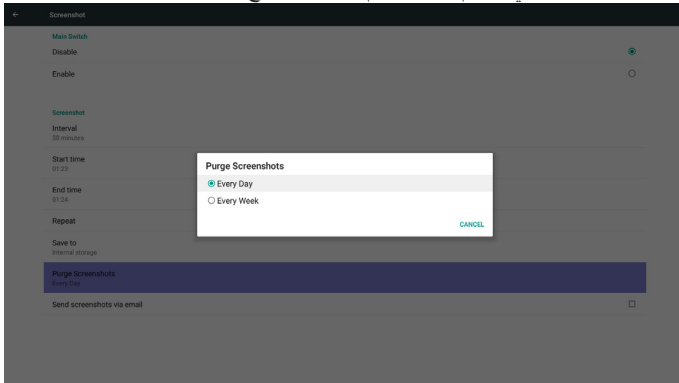 Screenshot
Main Switch
Disable
Enable
Screenshot
Interval
30 minutes
Start time
01:23
End time
01:24
Repeat
Save to
Internal storage
Purge Screenshots
Every Day
Send screenshots via email
Purge Screenshots
Every Day
Every Week
CANCEL